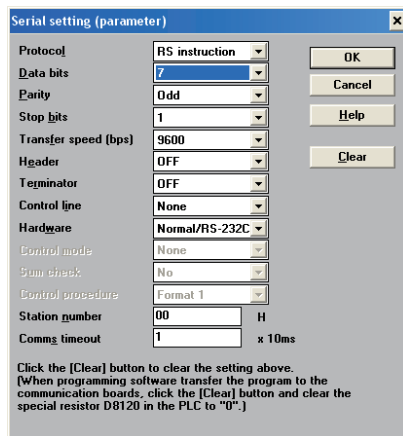 Serial setting (parameter)
Protocol RS instruction OK
Data bits 7
Parity Odd Cancel
Stop bits 1 Help
Transfer speed (bps) 9600
Header OFF Clear
Terminator OFF
Control line None
Hardware Normal/RS-232C
Control mode None
Sum check No
Control procedure Format 1
Station number 00 H
Comms timeout 1 x 10ms
Click the [Clear] button to clear the setting above.
(When programming software transfer the program to the
communication boards, click the [Clear] button and clear the
special resistor D8120 in the PLC to "0".)